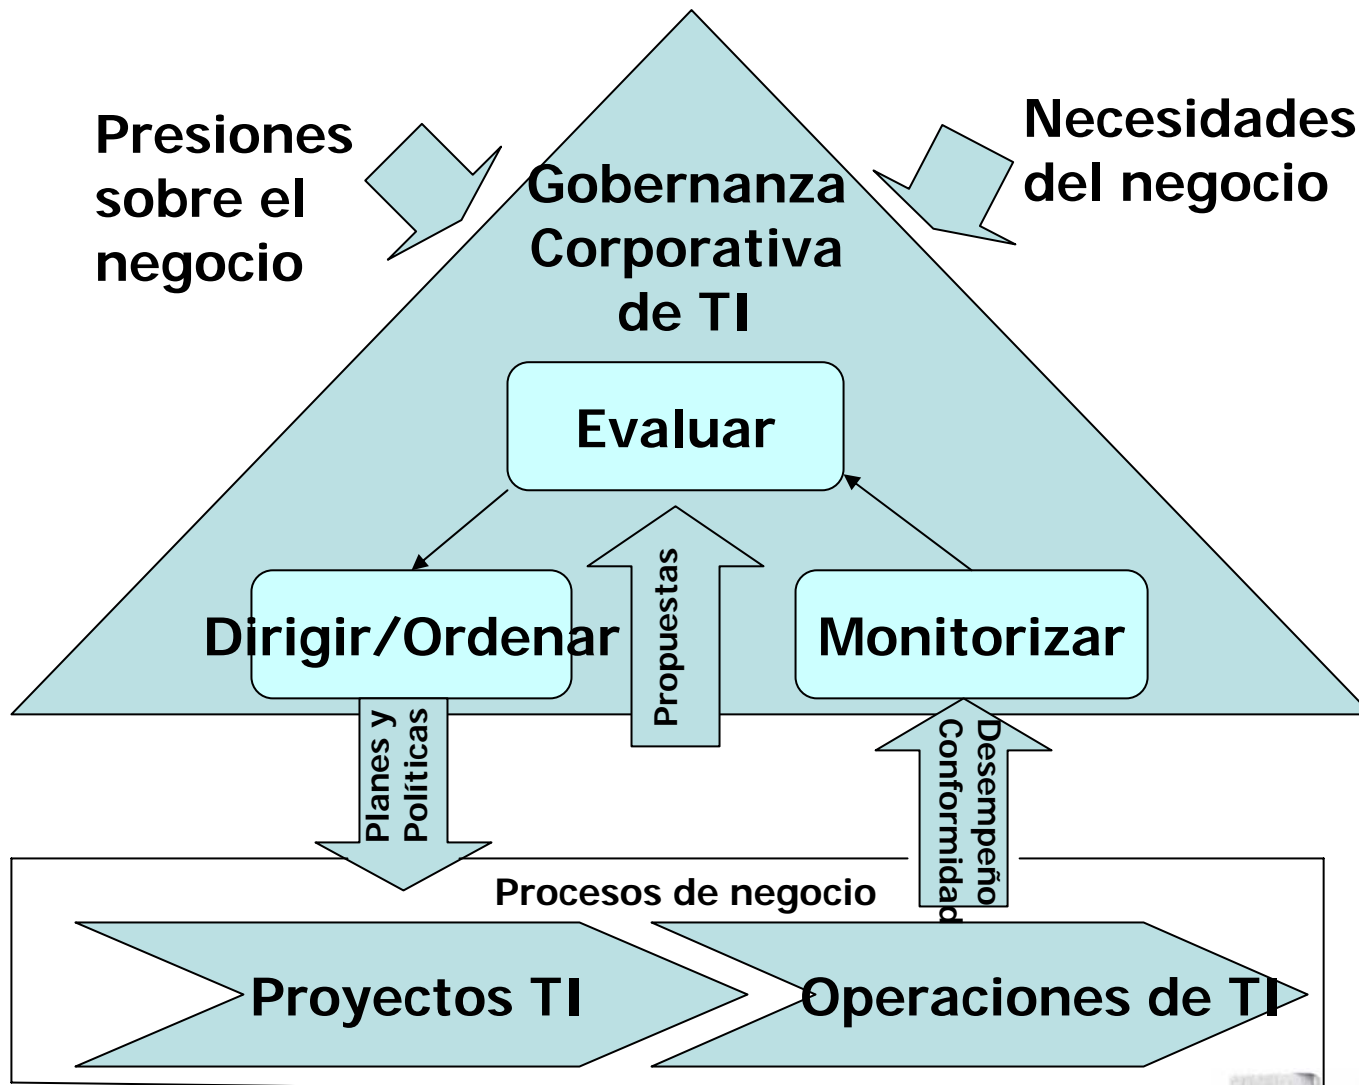 Presiones
sobre el
negocio
Necesidades
del negocio
Gobernanza
Corporativa
de TI
Evaluar
Dirigir/Ordenar
Propuestas
Monitorizar
Planes y
Políticas
Desempeño
Conformidad
Procesos de negocio
Proyectos TI
Operaciones de TI